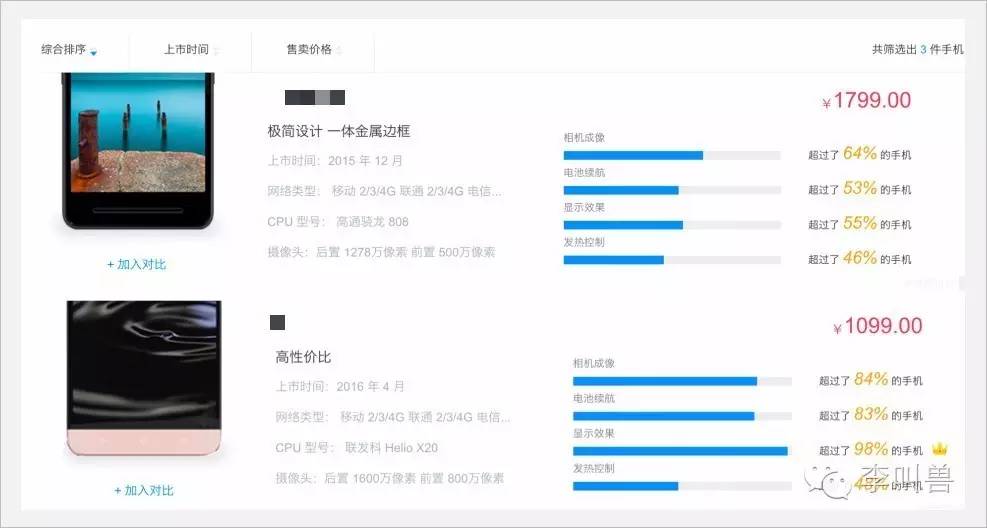 综合排序 上市时间 售卖价格 共筛选出 3 件手机
¥1799.00
极简设计 一体金属边框
上市时间： 2015 年 12 月
网络类型： 移动 2/3/4G 联通 2/3/4G 电信...
CPU 型号： 高通骁龙 808
摄像头： 后置 1278万像素 前置 500万像素
+ 加入对比
相机成像
超过了 64% 的手机
电池续航
超过了 53% 的手机
显示效果
超过了 55% 的手机
发热控制
超过了 46% 的手机
¥1099.00
高性价比
上市时间： 2016 年 4 月
网络类型： 移动 2/3/4G 联通 2/3/4G 电信...
CPU 型号： 联发科 Helio X20
摄像头： 后置 1600万像素 前置 800万像素
+ 加入对比
相机成像
超过了 84% 的手机
电池续航
超过了 83% 的手机
显示效果
超过了 98% 的手机
发热控制
超过了 的手机
李叫兽